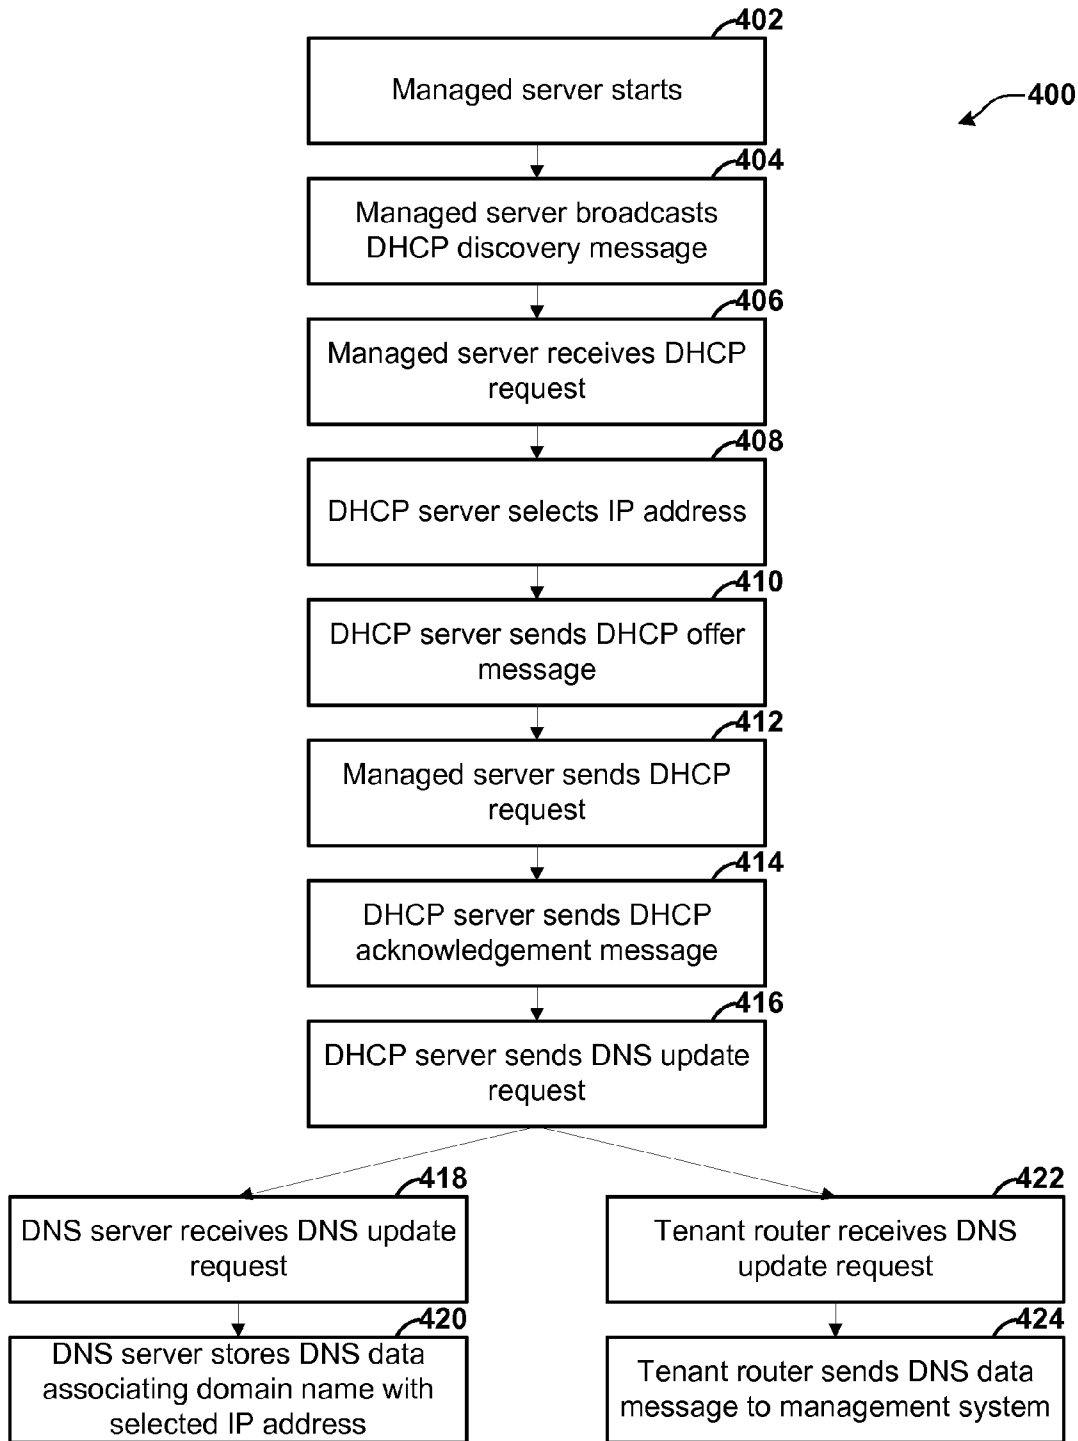 402
Managed server starts
400
404
Managed server broadcasts
DHCP discovery message
406
Managed server receives DHCP
request
408
DHCP server selects IP address
410
DHCP server sends DHCP offer
message
412
Managed server sends DHCP
request
414
DHCP server sends DHCP
acknowledgement message
416
DHCP server sends DNS update
request
418
DNS server receives DNS update
request
422
Tenant router receives DNS
update request
420
DNS server stores DNS data
associating domain name with
selected IP address
424
Tenant router sends DNS data
message to management system